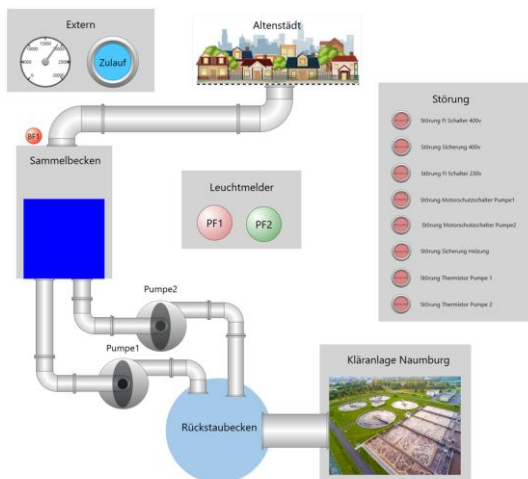 Extern
Zulauf
Altenstädt
BF1
Sammelbecken
Leuchtmelder
PF1
PF2
Störung
Störung FI Schalter 400v
Störung Sicherung 400v
Störung FI Schalter 230v
Störung Motorschutzschalter Pumpe1
Störung Motorschutzschalter Pumpe2
Störung Sicherung Heizung
Störung Thermistor Pumpe 1
Störung Thermistor Pumpe 2
Pumpe2
Pumpe1
Rückstaubecken
Kläranlage Naumburg